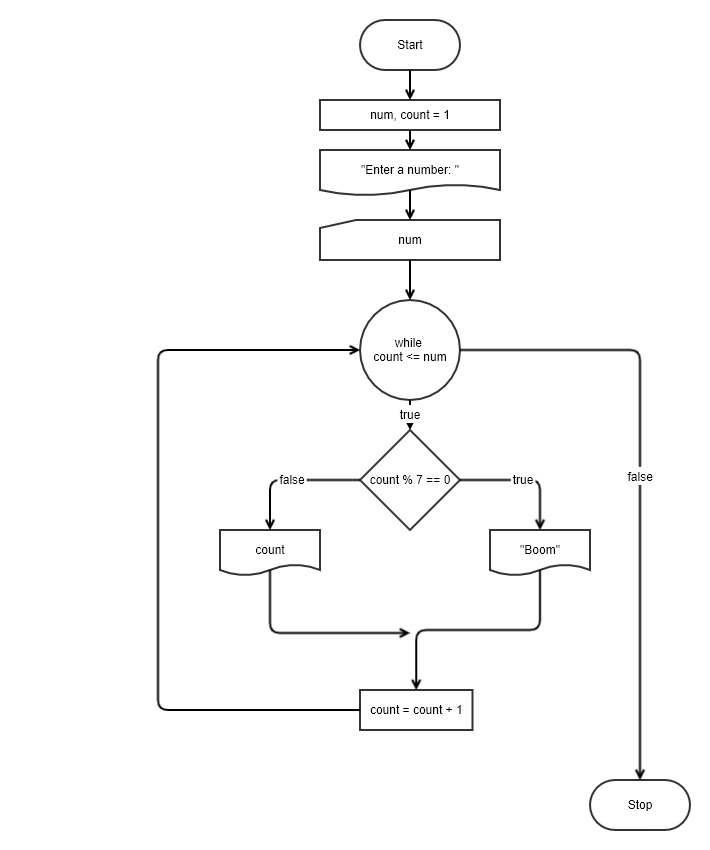 Start
num, count = 1
"Enter a number: "
num
while
count <= num
true
false
count % 7 == 0
true
false
count
"Boom"
count = count + 1
Stop